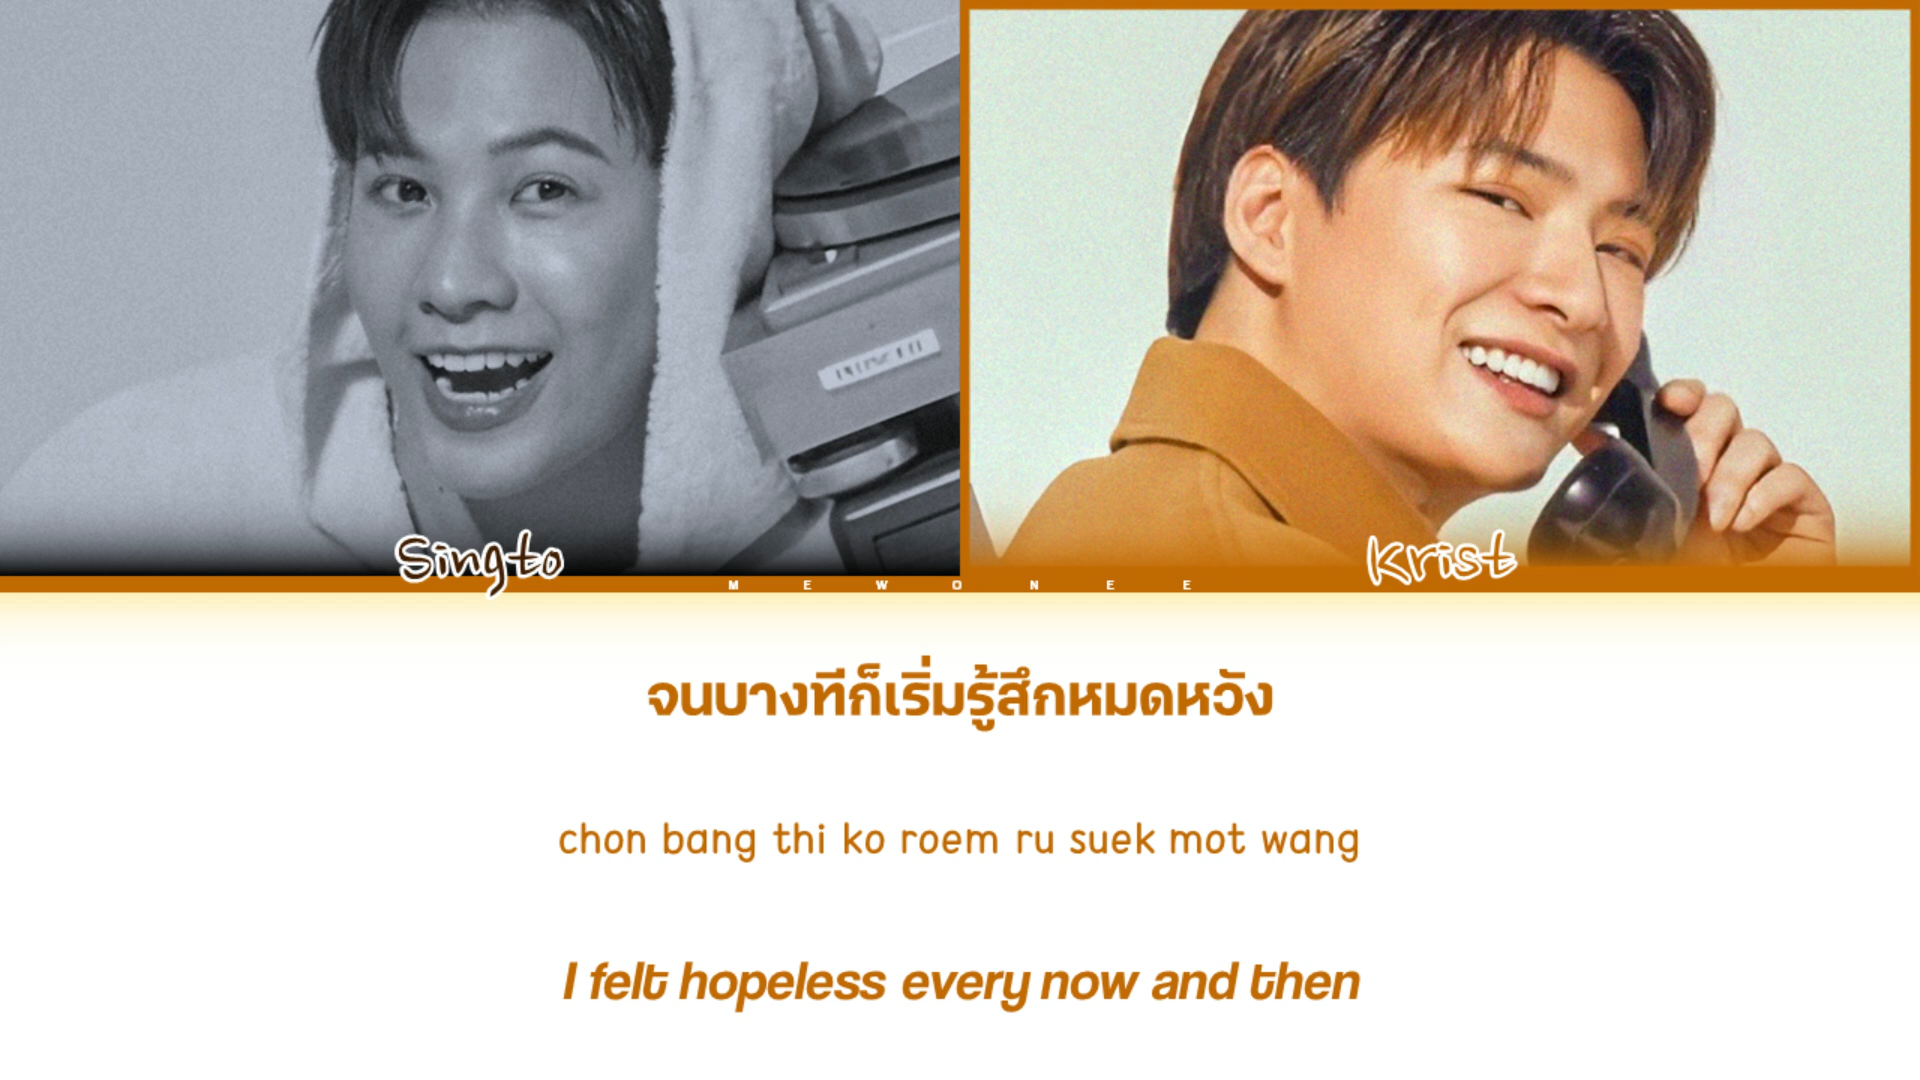 Singto
Krist
MEWONEE
จนบางทีก็เริ่มรู้สึกหมดหวัง
chon bang thi ko roem ru suek mot wang
I felt hopeless every now and then